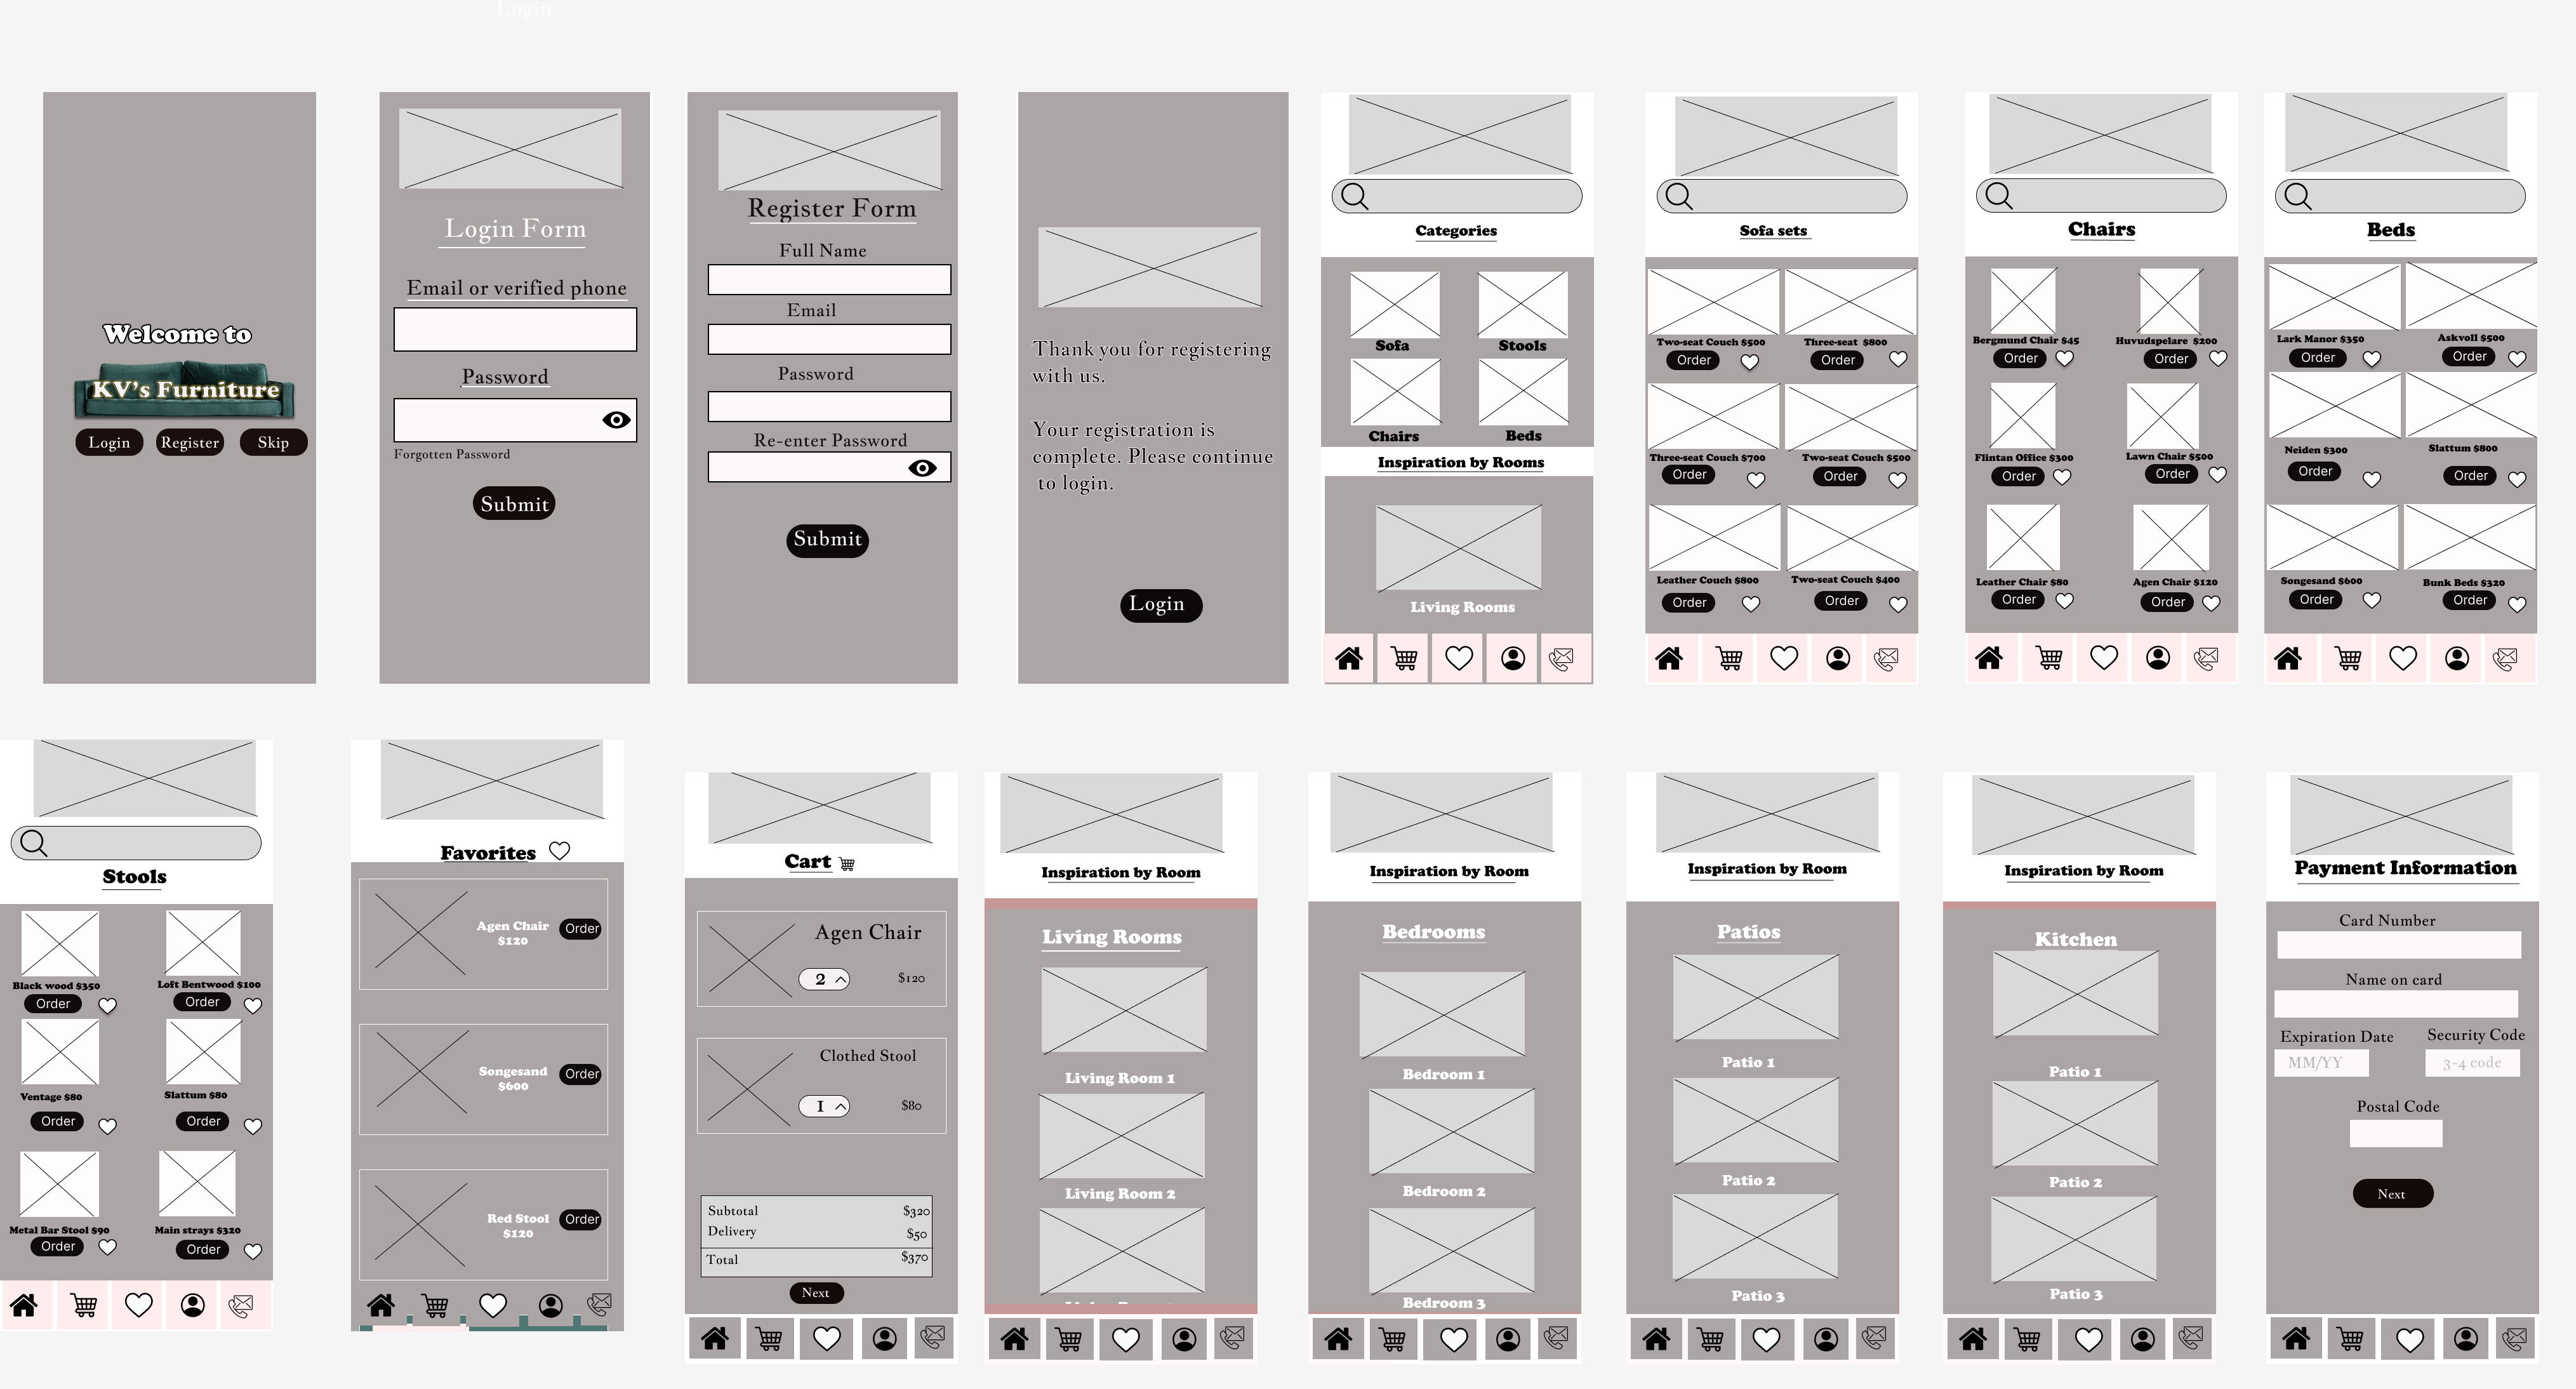 Login
Welcome to
KV's Furniture
Login
Register
Skip
Login Form
Email or verified phone
Password
Forgotten Password
Submit
Register Form
Full Name
Email
Password
Re-enter Password
Submit
Thank you for registering
with us.
Your registration is
complete. Please continue
to login.
Login
Categories
Sofa
Stools
Chairs
Beds
Inspiration by Rooms
Living Rooms
Sofa sets
Two-seat Couch $500
Three-seat $800
Order
Order
Three-seat Couch $700
Two-seat Couch $500
Order
Order
Leather Couch $800
Two-seat Couch $400
Order
Order
Chairs
Bergmund Chair $45
Huvudspelare $200
Order
Order
Flintan Office $300
Lawn Chair $500
Order
Order
Leather Chair $80
Agen Chair $120
Order
Order
Beds
Lark Manor $350
Askvoll $500
Order
Order
Neiden $300
Slattum $800
Order
Order
Songesand $600
Bunk Beds $320
Order
Order
Stools
Black wood $350
Loft Bentwood $100
Order
Order
Ventage $80
Slattum $80
Order
Order
Metal Bar Stool $90
Main strays $320
Order
Order
Favorites
Agen Chair
$120
Order
Songesand
$600
Order
Red Stool
$120
Order
Cart
Agen Chair
2
$120
Clothed Stool
1
$80
Subtotal
$320
Delivery
$50
Total
$370
Next
Inspiration by Room
Living Rooms
Living Room 1
Living Room 2
Inspiration by Room
Bedrooms
Bedroom 1
Bedroom 2
Bedroom 3
Inspiration by Room
Patios
Patio 1
Patio 2
Patio 3
Inspiration by Room
Kitchen
Patio 1
Patio 2
Patio 3
Payment Information
Card Number
Name on card
Expiration Date
Security Code
MM/YY
3-4 code
Postal Code
Next